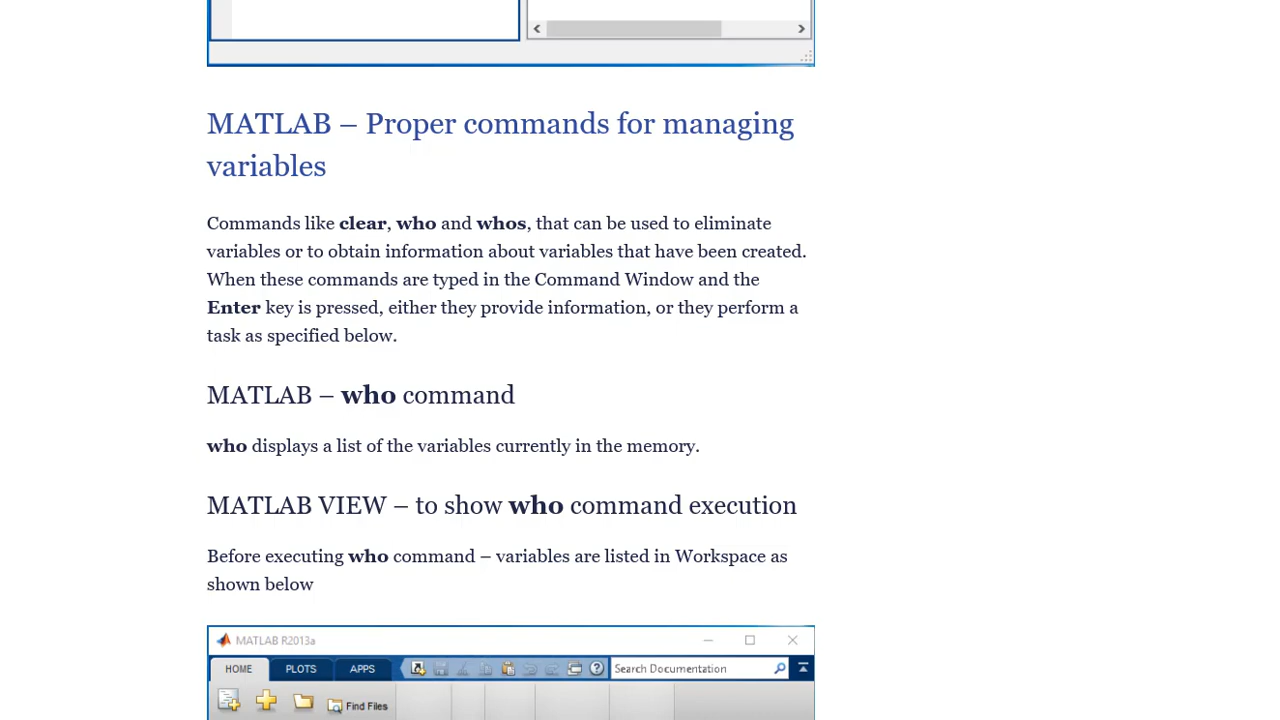 MATLAB – Proper commands for managing
variables
Commands like clear, who and whos, that can be used to eliminate
variables or to obtain information about variables that have been created.
When these commands are typed in the Command Window and the
Enter key is pressed, either they provide information, or they perform a
task as specified below.
MATLAB – who command
who displays a list of the variables currently in the memory.
MATLAB VIEW – to show who command execution
Before executing who command – variables are listed in Workspace as
shown below
MATLAB R2013a
HOME PLOTS APPS Search Documentation
Find Files